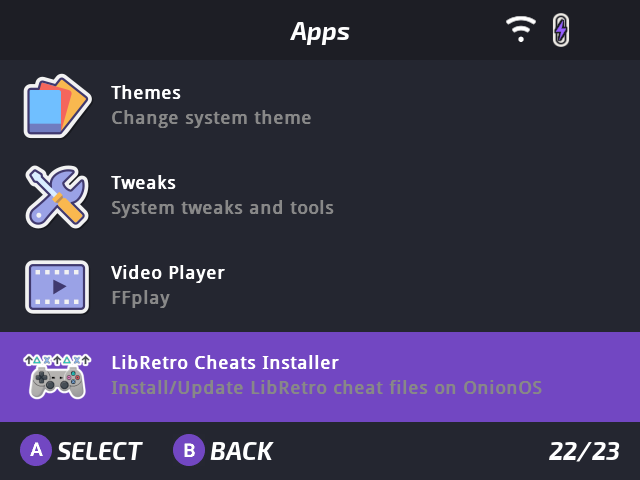 Apps
Themes
Change system theme
Tweaks
System tweaks and tools
Video Player
FFplay
LibRetro Cheats Installer
Install/Update LibRetro cheat files on OnionOS
A SELECT B BACK 22/23